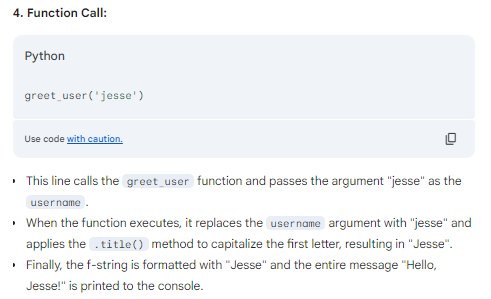 4. Function Call:
Python
greet_user('jesse')
Use code with caution.
• This line calls the greet_user function and passes the argument "jesse" as the
username .
• When the function executes, it replaces the username argument with "jesse" and
applies the .title() method to capitalize the first letter, resulting in "Jesse".
• Finally, the f-string is formatted with "Jesse" and the entire message "Hello,
Jesse!" is printed to the console.